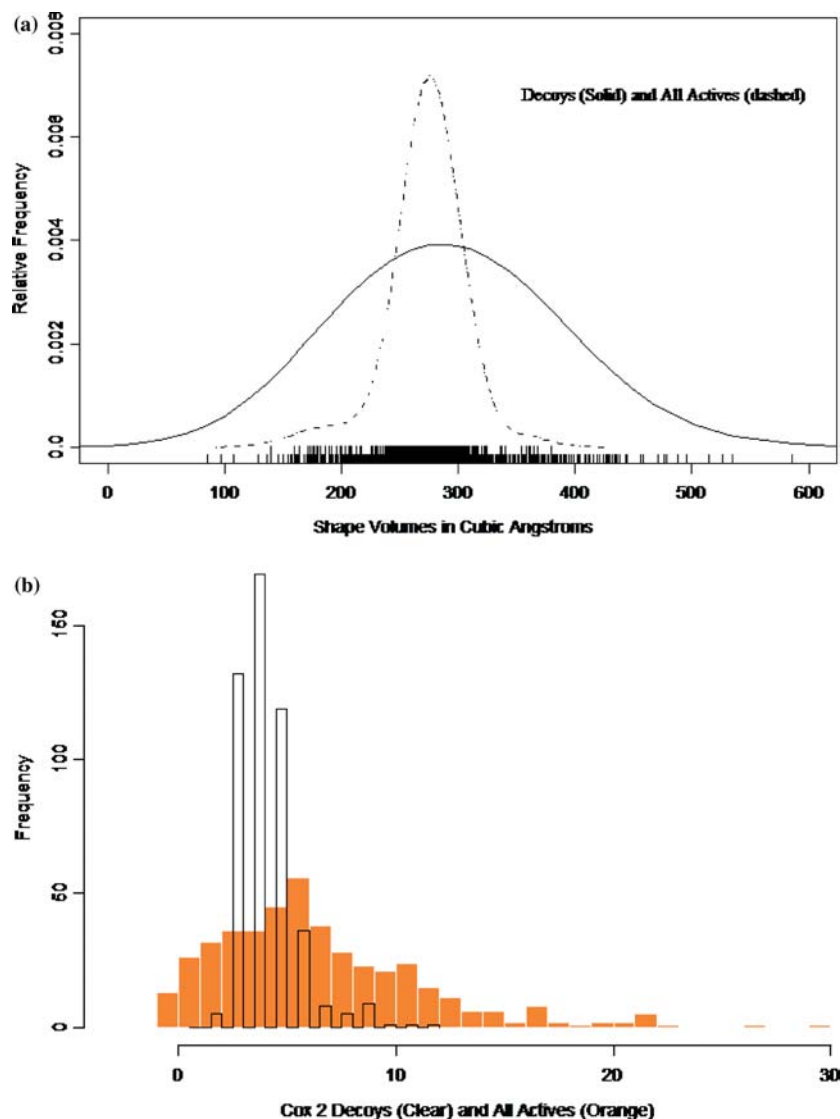 (a)
0.008
0.006
0.004
0.002
0.0
Relative Frequency
Decoys (Solid) and All Actives (dashed)
0 100 200 300 400 500 600
Shape Volumes in Cubic Angstroms
(b)
150
100
50
0
Frequency
0 10 20 30
Cox 2 Decoys (Clear) and All Actives (Orange)